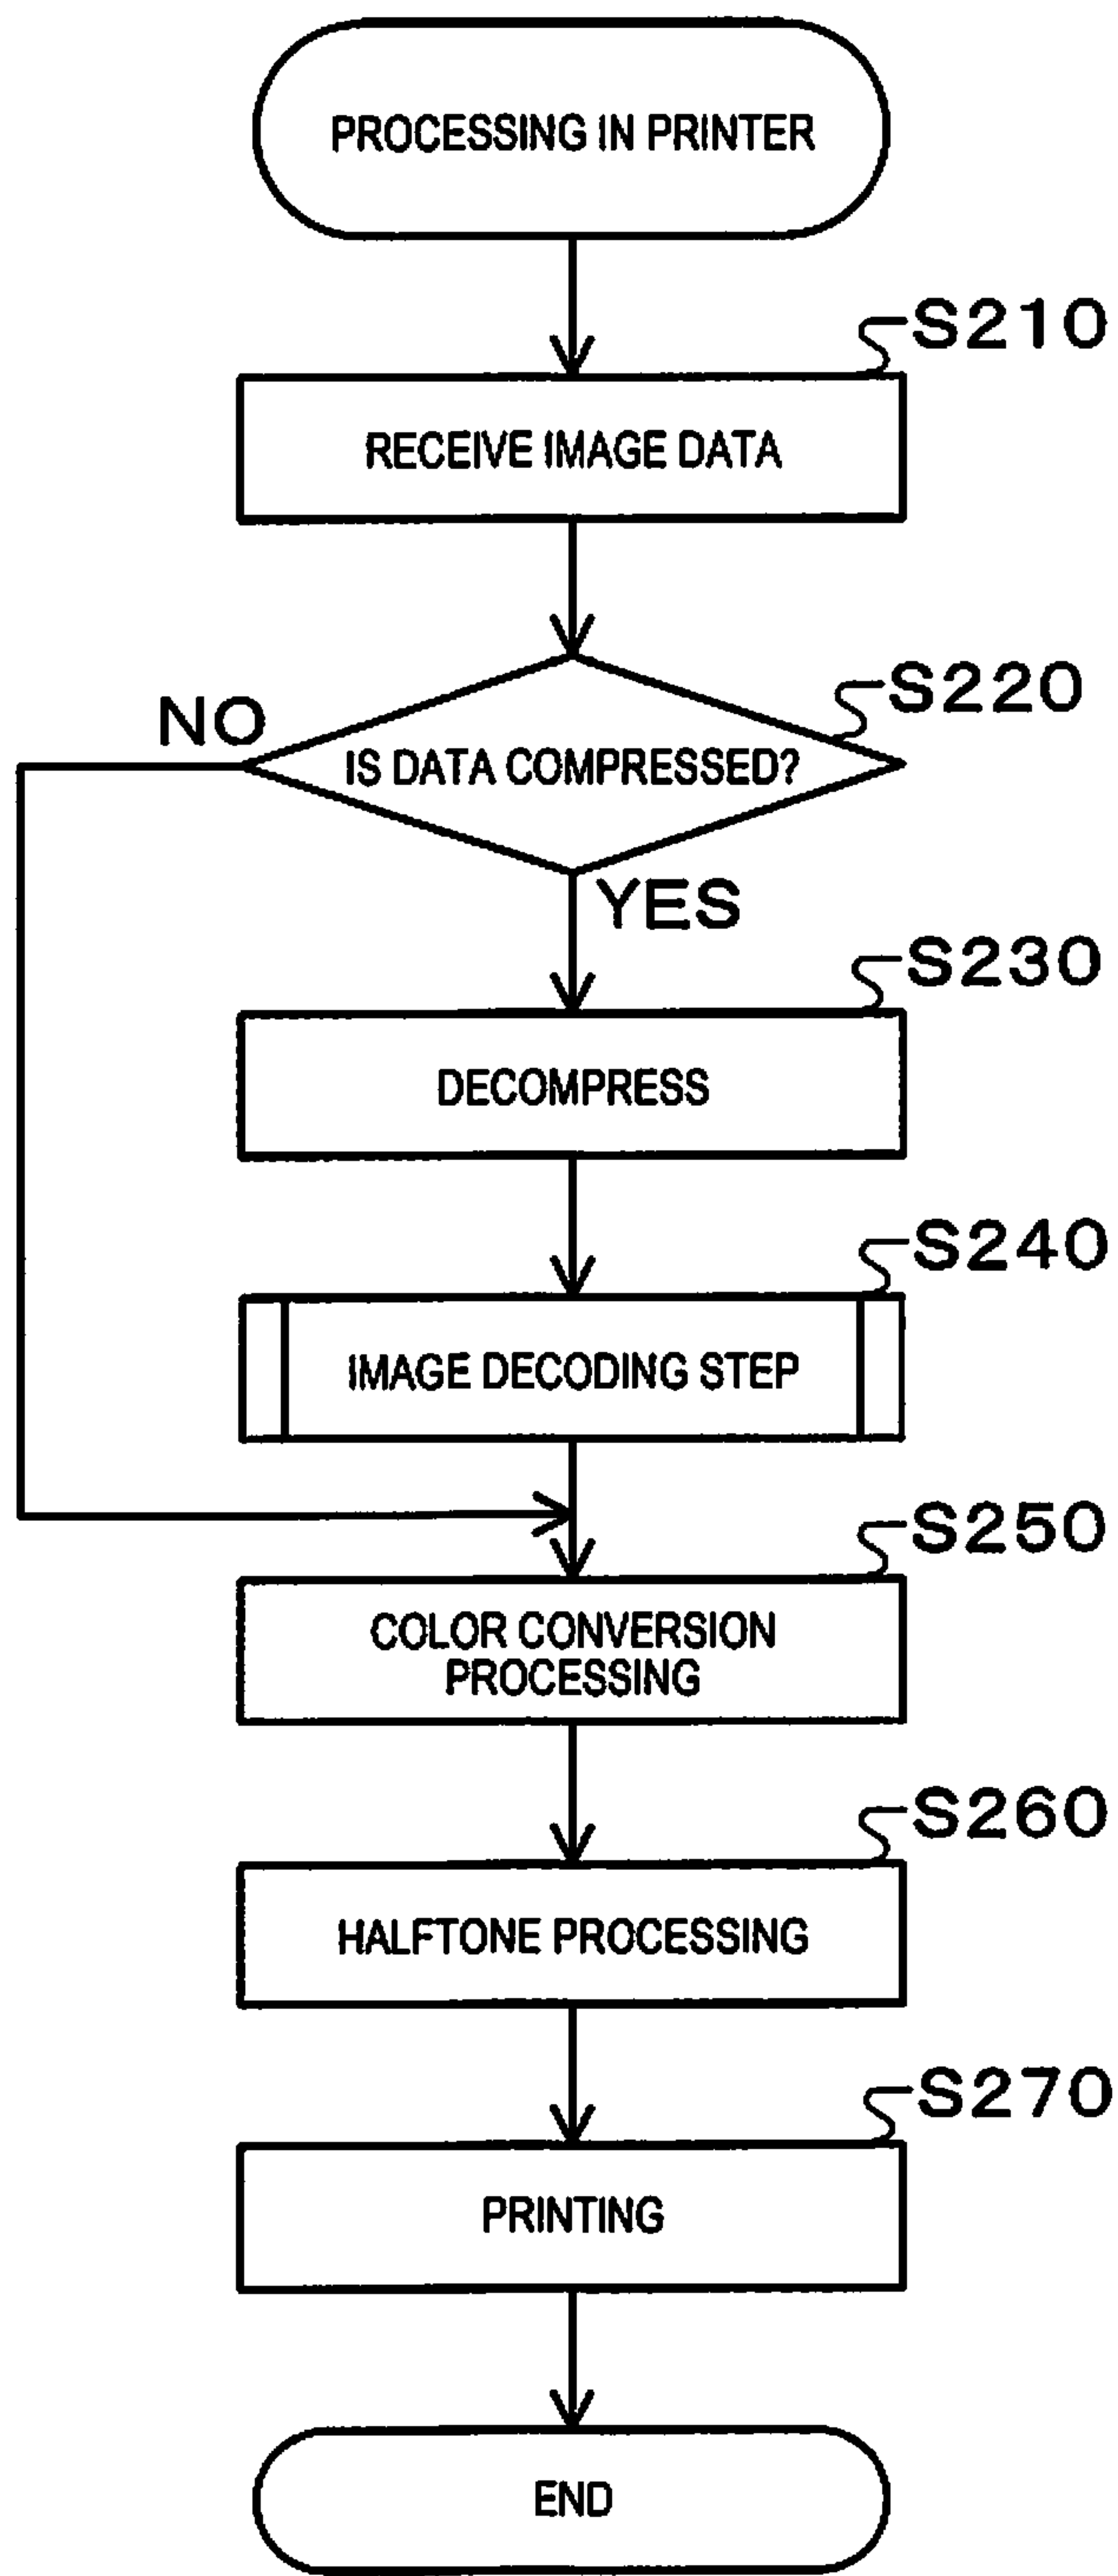 PROCESSING IN PRINTER
S210
RECEIVE IMAGE DATA
S220
NO
IS DATA COMPRESSED?
YES
S230
DECOMPRESS
S240
IMAGE DECODING STEP
S250
COLOR CONVERSION
PROCESSING
S260
HALFTONE PROCESSING
S270
PRINTING
END